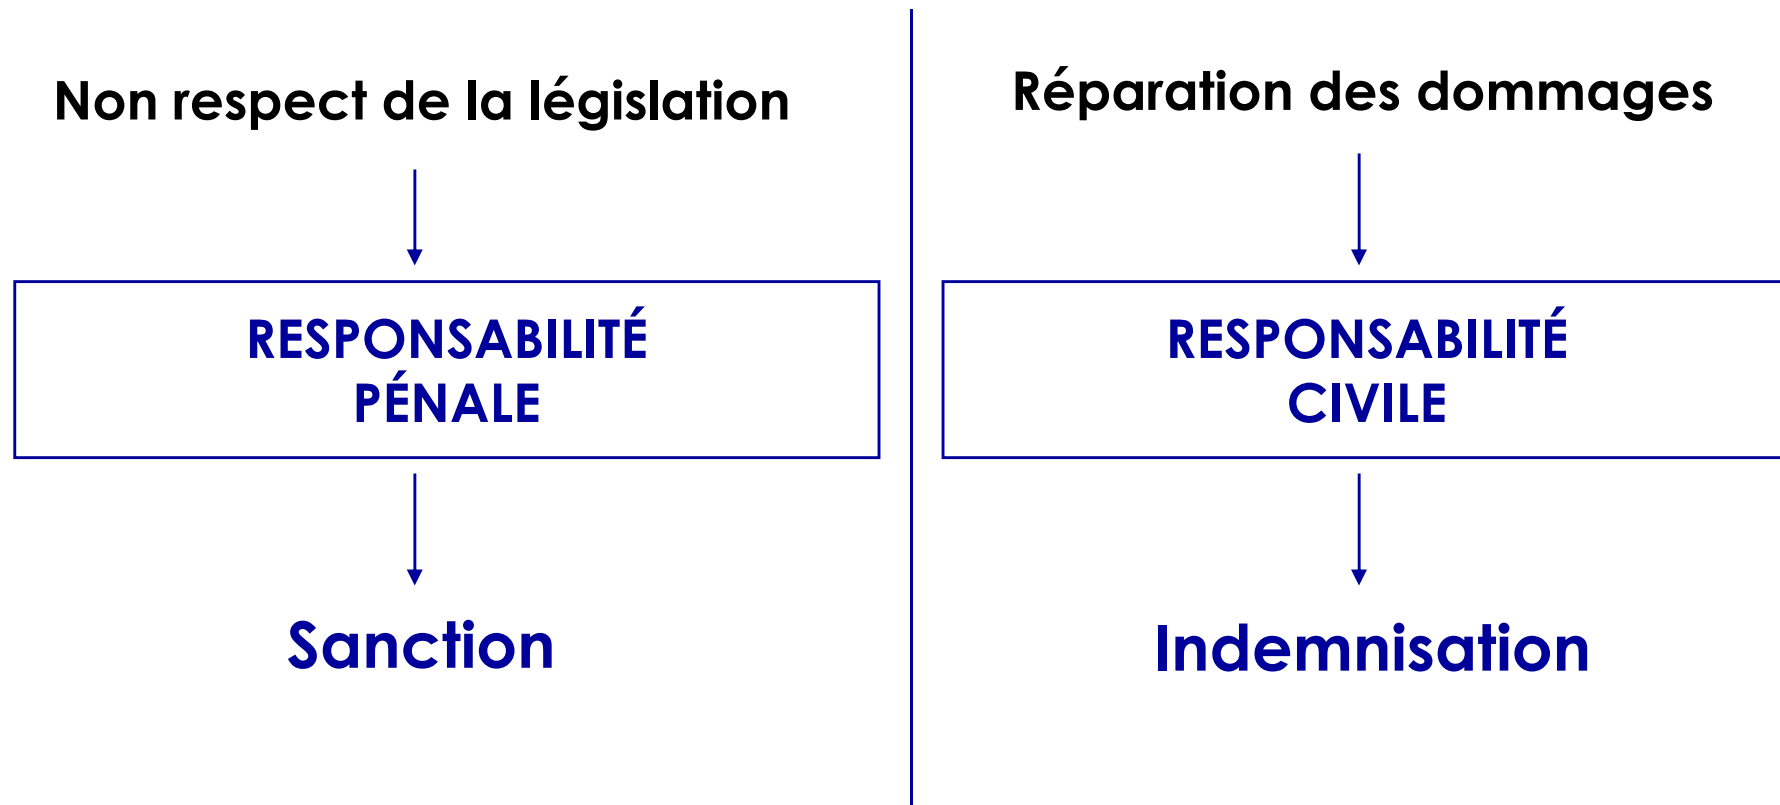 Non respect de la législation
RESPONSABILITÉ
PÉNALE
Sanction
Réparation des dommages
RESPONSABILITÉ
CIVILE
Indemnisation